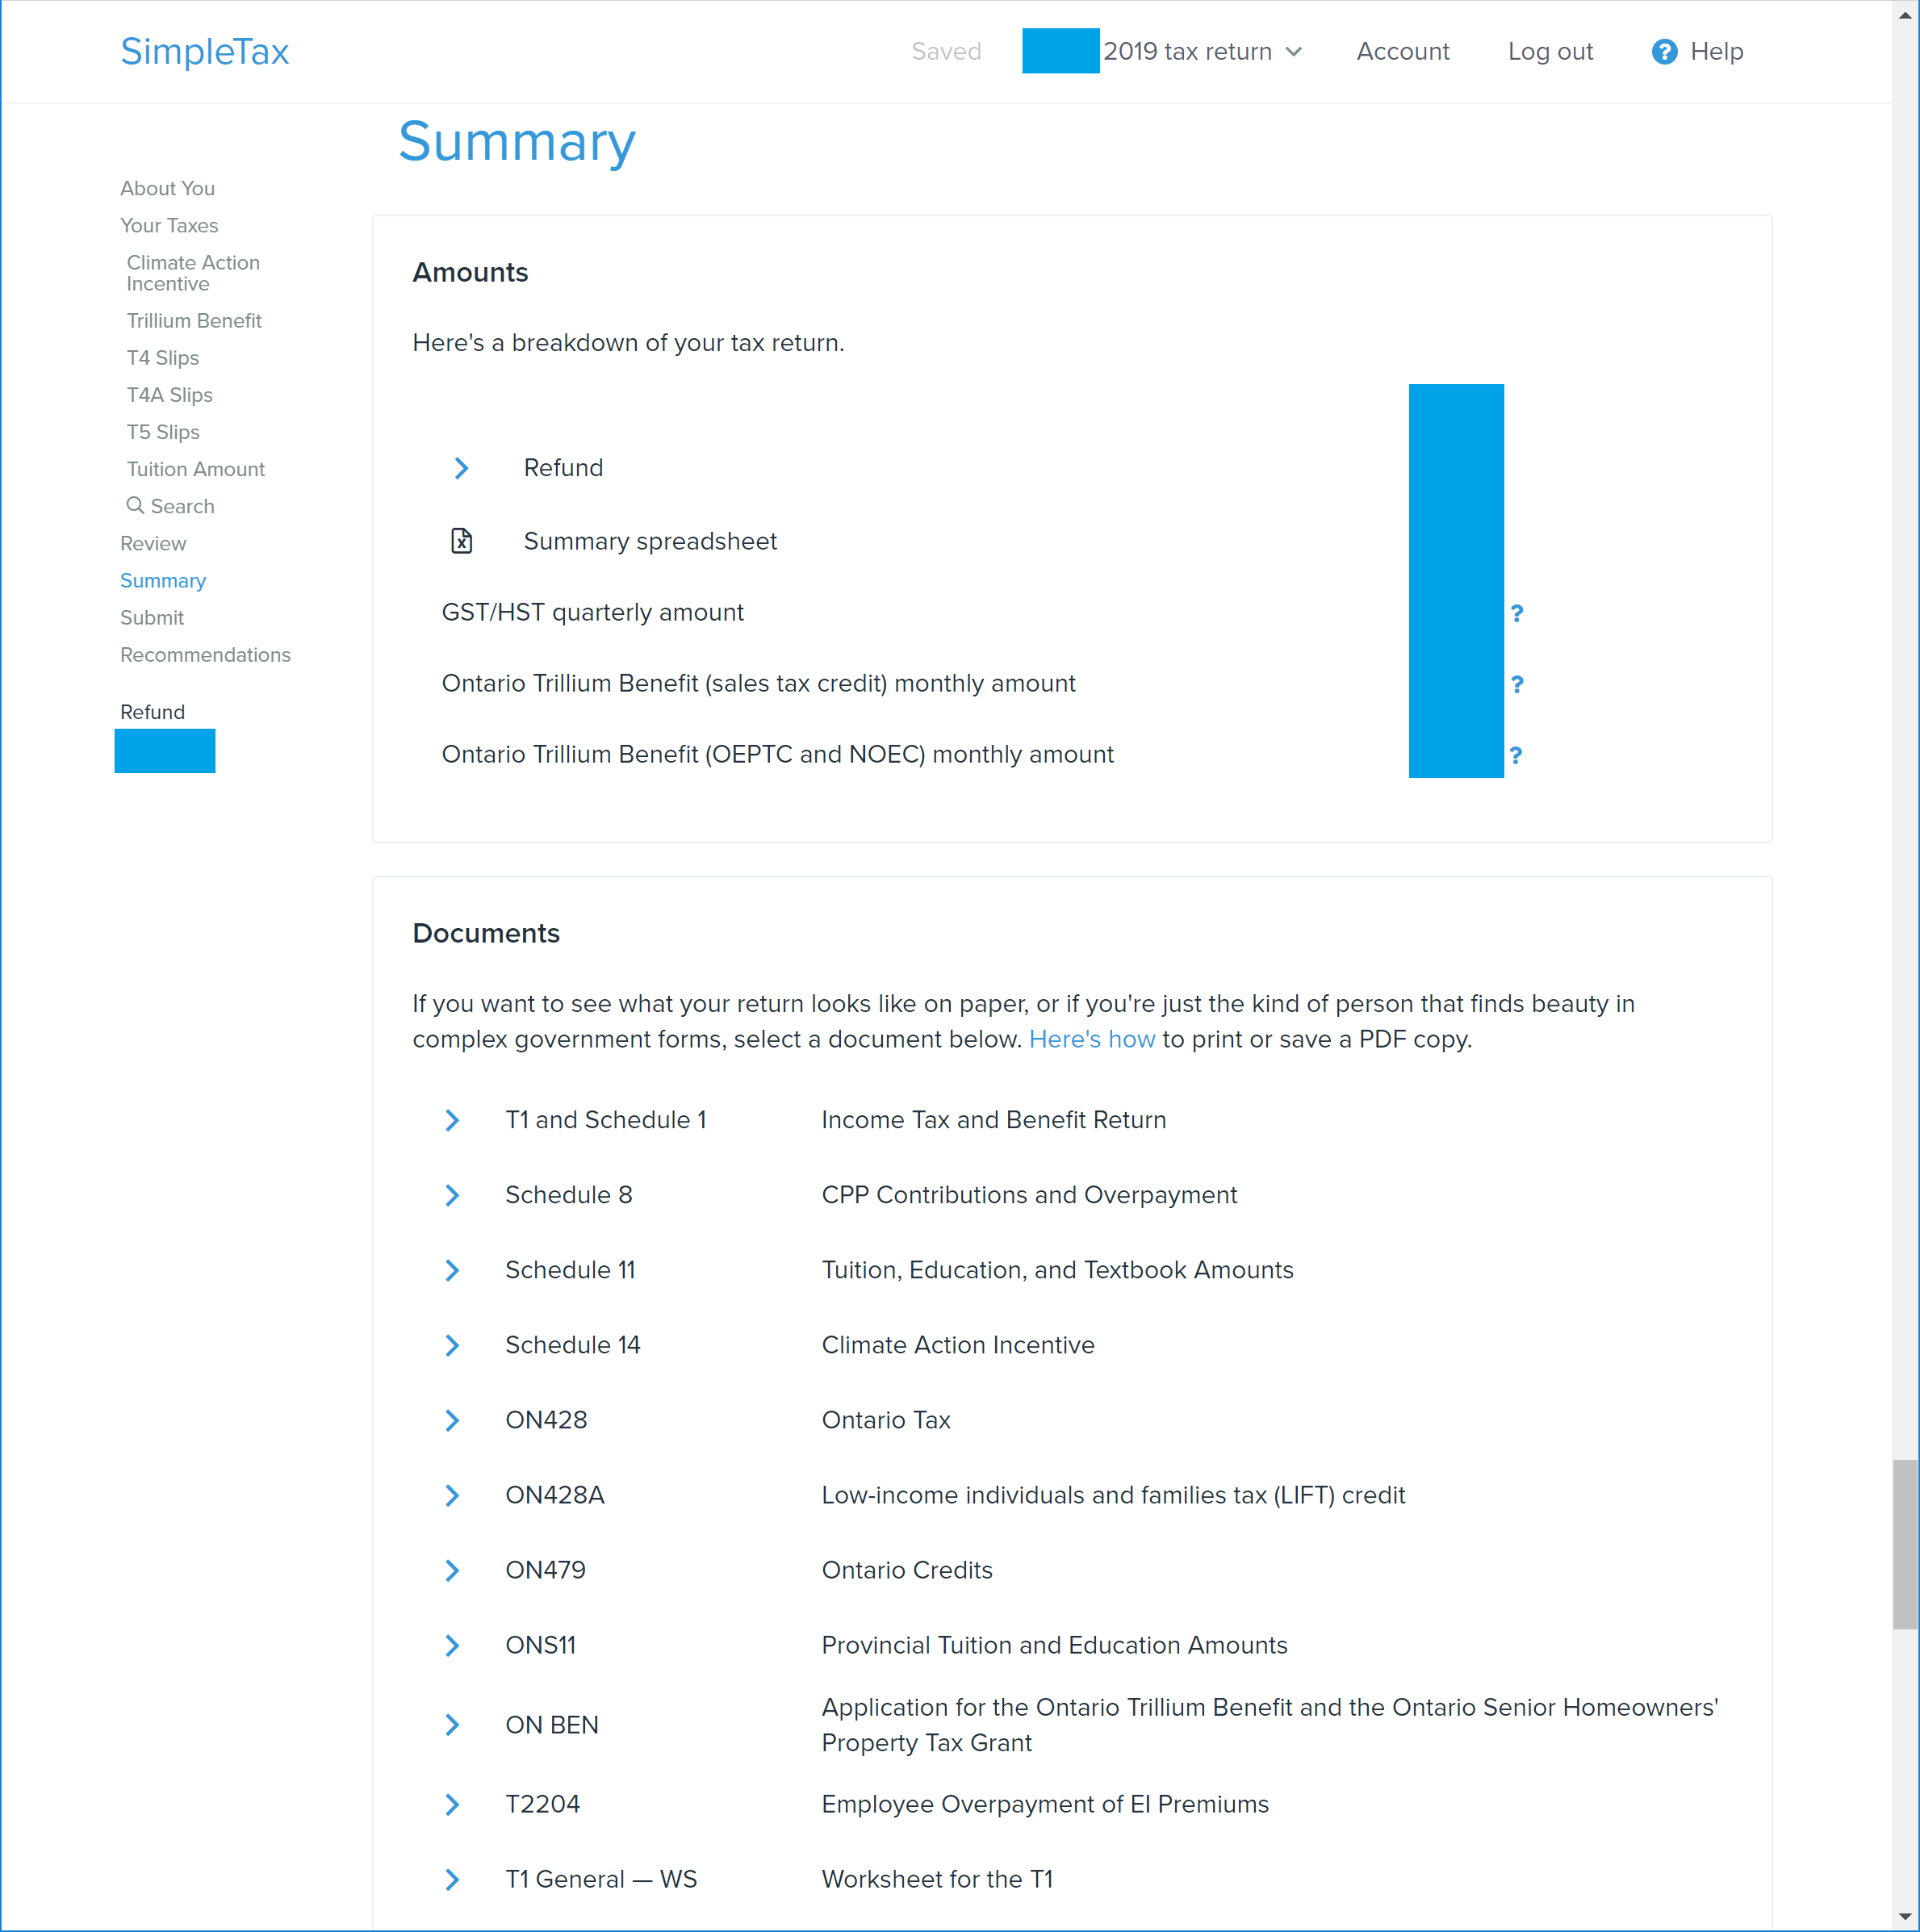 SimpleTax
Saved
2019 tax return
Account
Log out
? Help
Summary
About You
Your Taxes
Climate Action
Incentive
Trillium Benefit
T4 Slips
T4A Slips
T5 Slips
Tuition Amount
Search
Review
Summary
Submit
Recommendations
Refund
Amounts
Here's a breakdown of your tax return.
Refund
Summary spreadsheet
GST/HST quarterly amount ?
Ontario Trillium Benefit (sales tax credit) monthly amount ?
Ontario Trillium Benefit (OEPTC and NOEC) monthly amount ?
Documents
If you want to see what your return looks like on paper, or if you're just the kind of person that finds beauty in
complex government forms, select a document below. Here's how to print or save a PDF copy.
T1 and Schedule 1 Income Tax and Benefit Return
Schedule 8 CPP Contributions and Overpayment
Schedule 11 Tuition, Education, and Textbook Amounts
Schedule 14 Climate Action Incentive
ON428 Ontario Tax
ON428A Low-income individuals and families tax (LIFT) credit
ON479 Ontario Credits
ONS11 Provincial Tuition and Education Amounts
ON BEN Application for the Ontario Trillium Benefit and the Ontario Senior Homeowners'
Property Tax Grant
T2204 Employee Overpayment of EI Premiums
T1 General — WS Worksheet for the T1